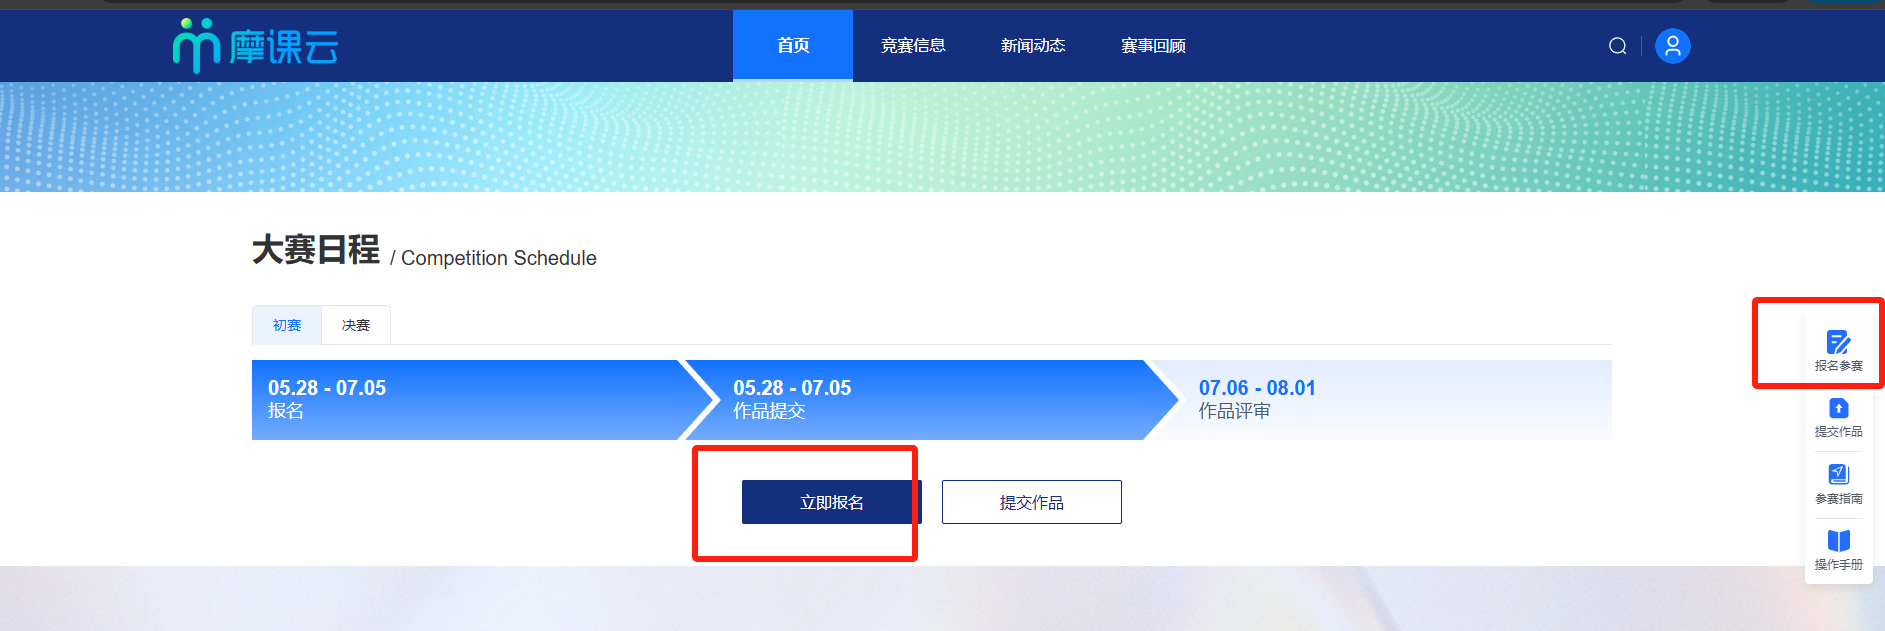 摩课云
首页
竞赛信息
新闻动态
赛事回顾
大赛日程 / Competition Schedule
初赛
决赛
05.28 - 07.05
报名
05.28 - 07.05
作品提交
07.06 - 08.01
作品评审
立即报名
提交作品
报名参赛
提交作品
参赛指南
操作手册